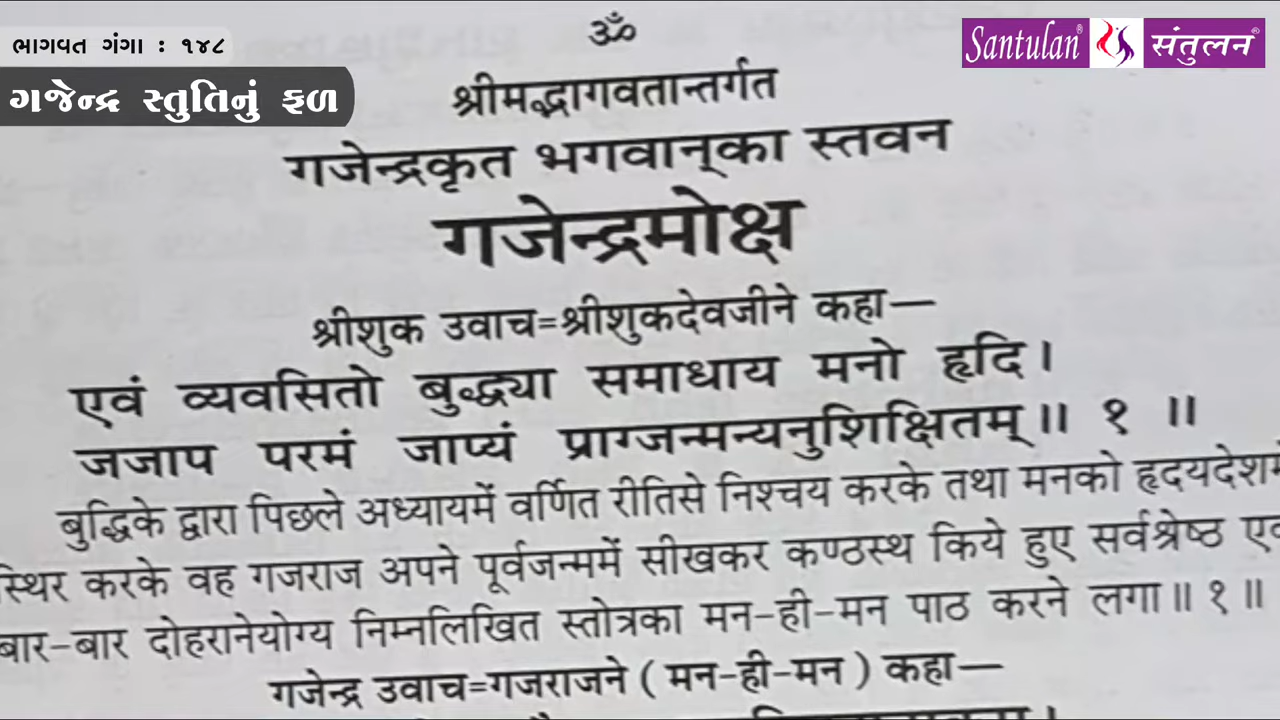 ભાગવત ગંગા : ૧૪૮
ગજેન્દ્ર સ્તુતિનું ફળ
Santulan® संतुलन®
ॐ
श्रीमद्भागवतान्तर्गत
गजेन्द्रकृत भगवान्‌का स्तवन
गजेन्द्रमोक्ष
श्रीशुक उवाच=श्रीशुकदेवजीने कहा—
एवं व्यवसितो बुद्ध्या समाधाय मनो हृदि।
जजाप परमं जाप्यं प्राग्जन्मन्यनुशिक्षितम्॥ १ ॥
बुद्धिके द्वारा पिछले अध्यायमें वर्णित रीतिसे निश्चय करके तथा मनको हृदयदेशमें
स्थिर करके वह गजराज अपने पूर्वजन्ममें सीखकर कण्ठस्थ किये हुए सर्वश्रेष्ठ
बार-बार दोहरानेयोग्य निम्नलिखित स्तोत्रका मन-ही-मन पाठ करने लगा॥ १॥
गजेन्द्र उवाच=गजराजने ( मन-ही-मन ) कहा—